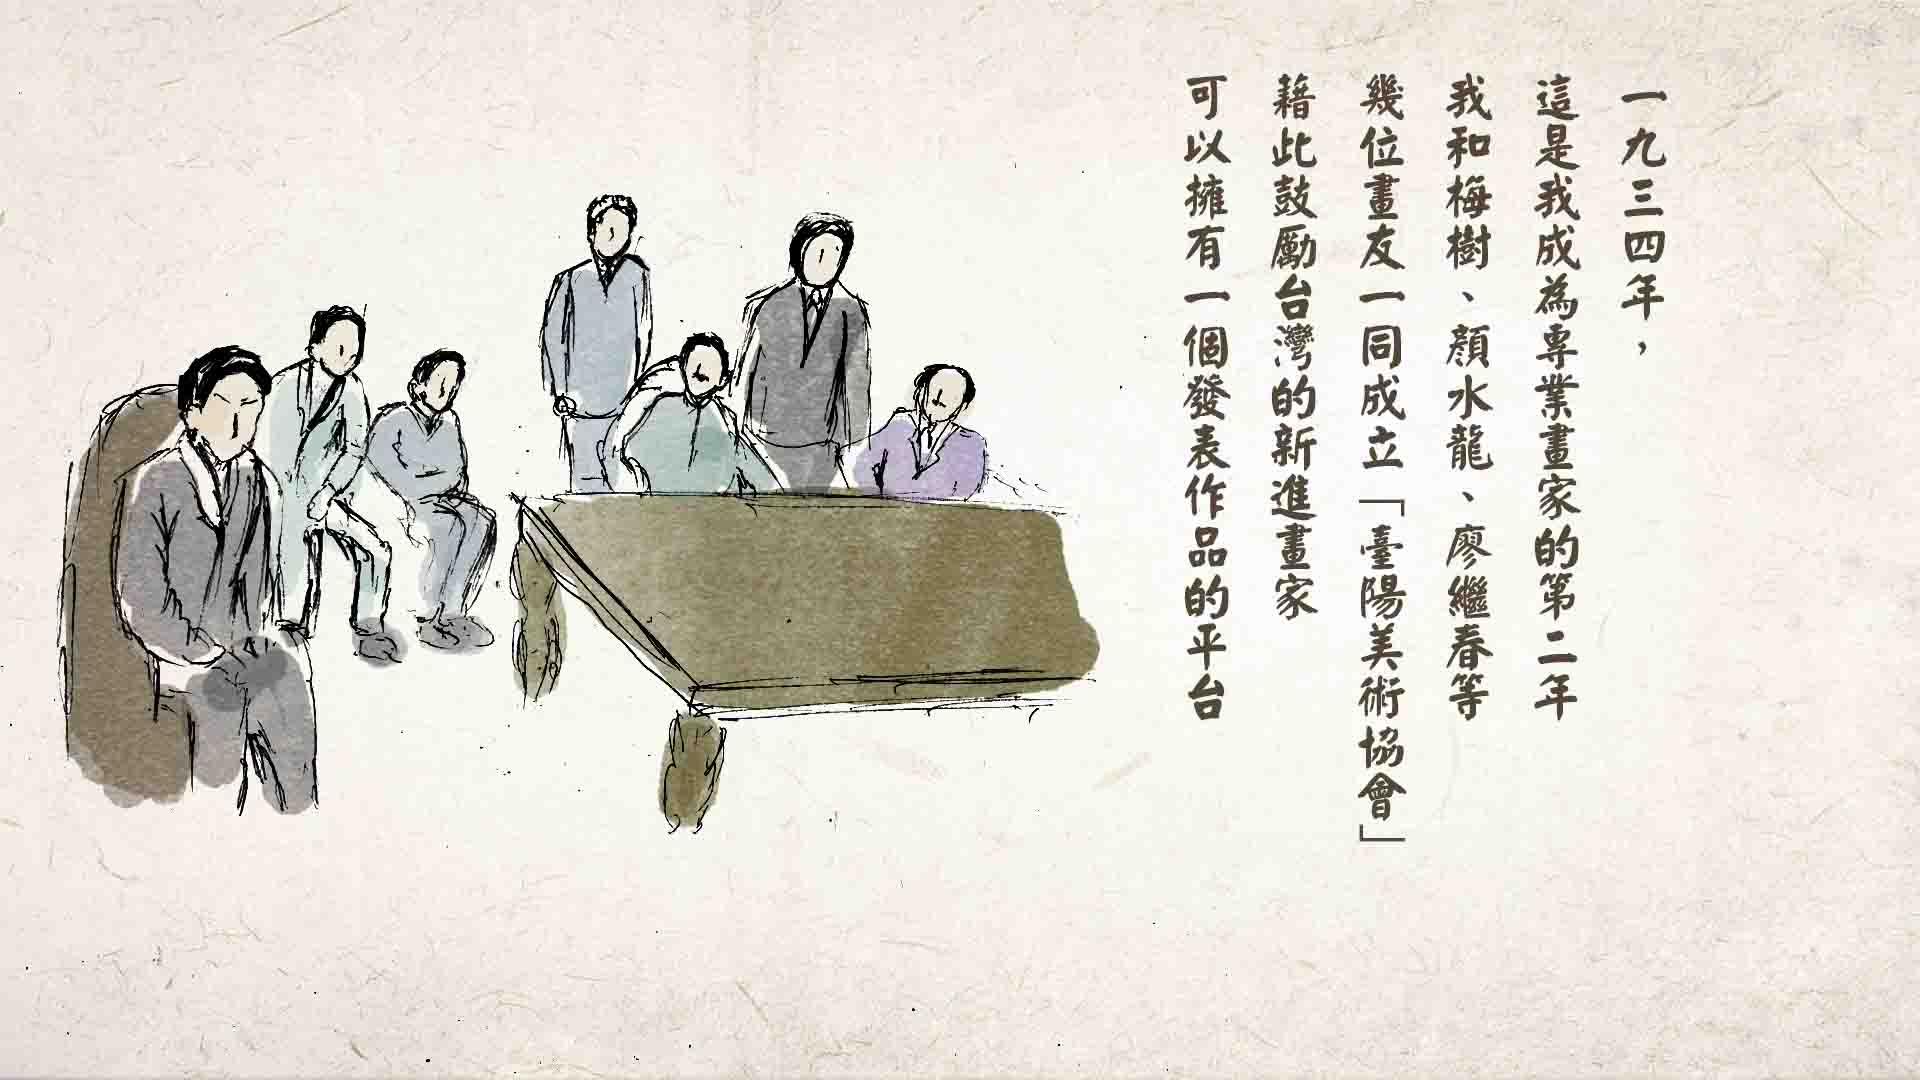 一九三四年，
這是我成為專業畫家的第二年
我和梅樹、顏水龍、廖繼春等
幾位畫友一同成立「臺陽美術協會」
藉此鼓勵台灣的新進畫家
可以擁有一個發表作品的平台